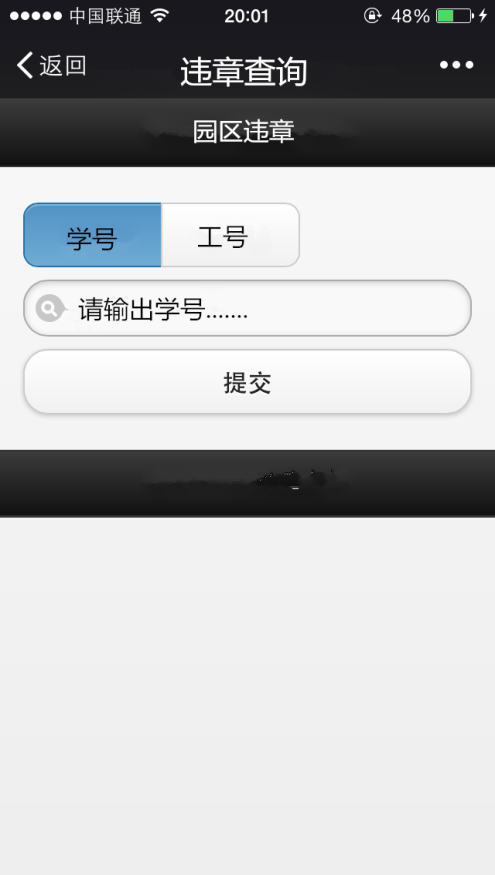 中国联通 20:01 48%
返回 违章查询
园区违章
学号 工号
请输出学号.......
提交